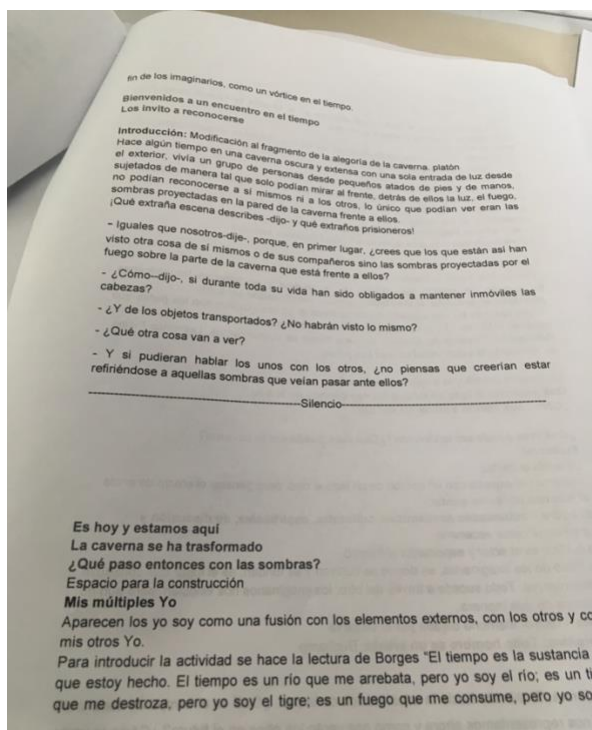 fin de los imaginarios, como un vórtice en el tiempo.
Bienvenidos a un encuentro en el tiempo
Los invito a reconocerse
Introducción: Modificación al fragmento de la alegoría de la caverna. platón
Hace algún tiempo en una caverna oscura y extensa con una sola entrada de luz desde
el exterior, vivía un grupo de personas desde pequeños atados de pies y de manos,
sujetados de manera tal que solo podían mirar al frente, detrás de ellos la luz, el fuego,
no podían reconocerse a sí mismos ni a los otros, lo único que podían ver eran las
sombras proyectadas en la pared de la caverna frente a ellos.
¡Qué extraña escena describes -dijo- y qué extraños prisioneros!
- Iguales que nosotros-dije-, porque, en primer lugar, ¿crees que los que están así han
visto otra cosa de sí mismos o de sus compañeros sino las sombras proyectadas por el
fuego sobre la parte de la caverna que está frente a ellos?
- ¿Cómo--dijo-, si durante toda su vida han sido obligados a mantener inmóviles las
cabezas?
- ¿Y de los objetos transportados? ¿No habrán visto lo mismo?
- ¿Qué otra cosa van a ver?
- Y si pudieran hablar los unos con los otros, ¿no piensas que creerían estar
refiriéndose a aquellas sombras que veían pasar ante ellos?
----------Silencio----------
Es hoy y estamos aquí
La caverna se ha trasformado
¿Qué paso entonces con las sombras?
Espacio para la construcción
Mis múltiples Yo
Aparecen los yo soy como una fusión con los elementos externos, con los otros y co
mis otros Yo.
Para introducir la actividad se hace la lectura de Borges "El tiempo es la sustancia
que estoy hecho. El tiempo es un río que me arrebata, pero yo soy el río; es un ti
que me destroza, pero yo soy el tigre; es un fuego que me consume, pero yo so